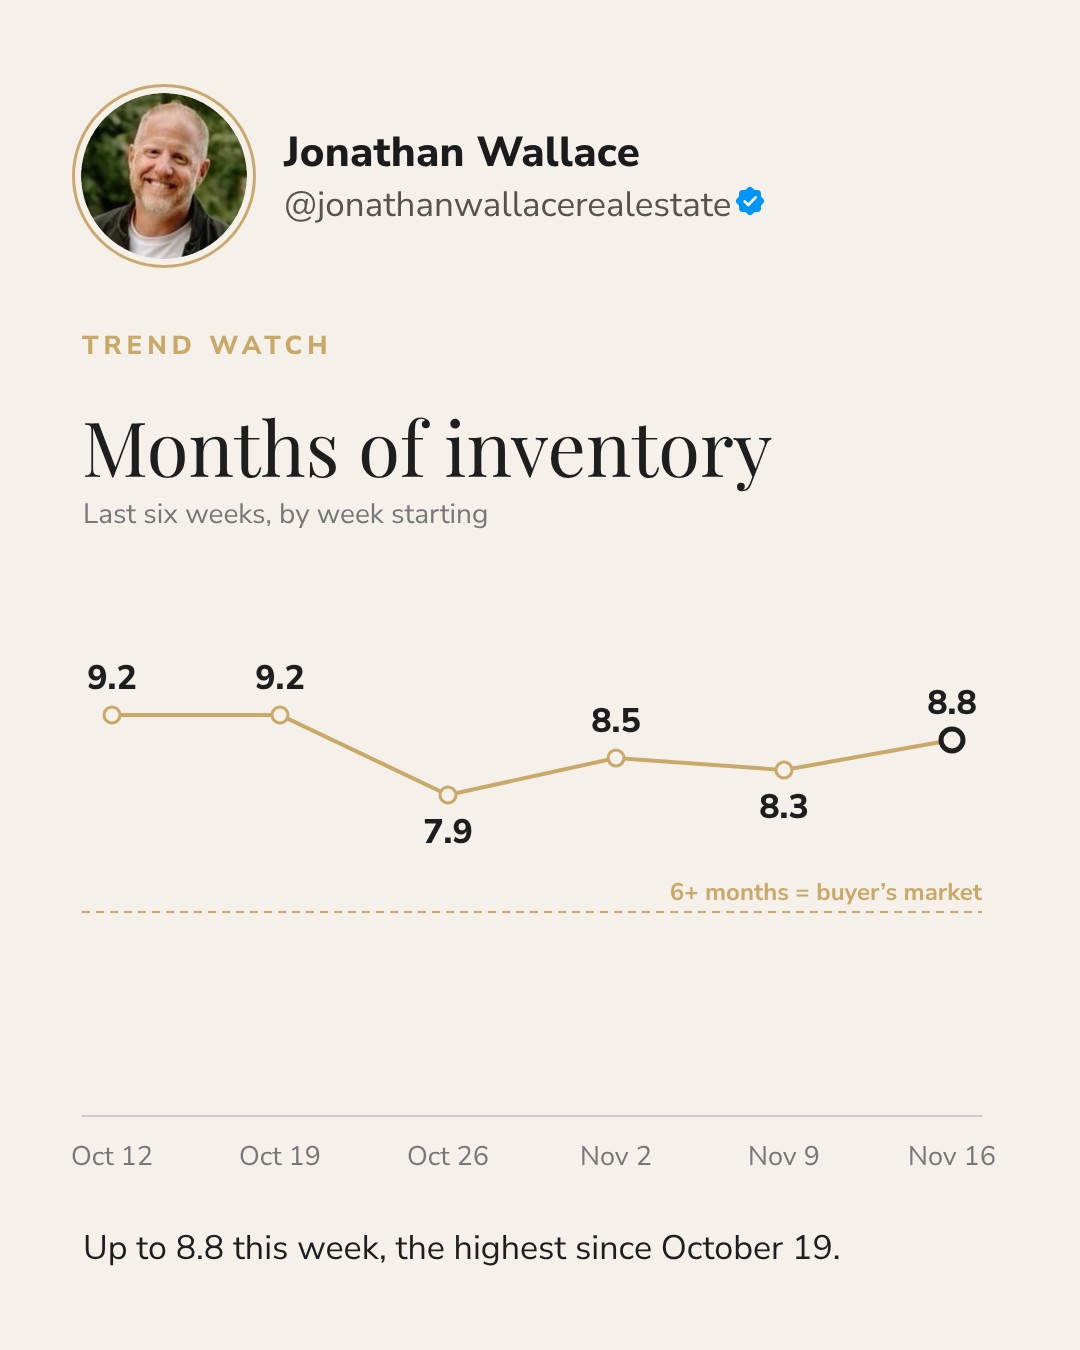 Jonathan Wallace
@jonathanwallacerealestate
TREND WATCH
Months of inventory
Last six weeks, by week starting
9.2 9.2 7.9 8.5 8.3 8.8
6+ months = buyer’s market
Oct 12 Oct 19 Oct 26 Nov 2 Nov 9 Nov 16
Up to 8.8 this week, the highest since October 19.